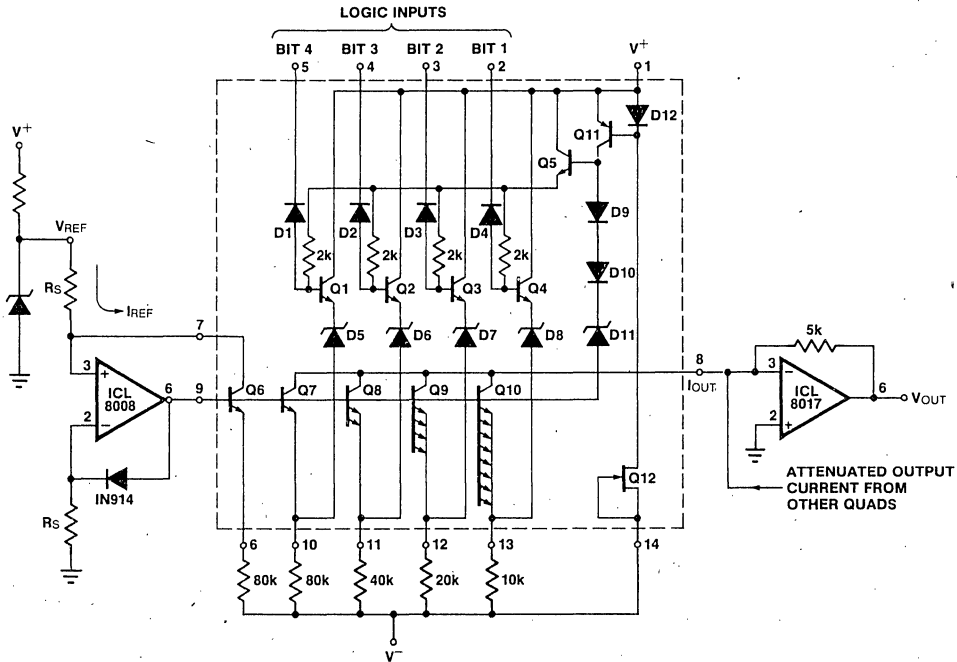 LOGIC INPUTS
BIT 4 BIT 3 BIT 2 BIT 1 V+
5 4 3 2 1
D12
Q11
Q5
V+
VREF
D1 D2 D3 D4 D9
2k 2k 2k 2k
D10
RS
IREF
Q1 Q2 Q3 Q4
D5 D6 D7 D8 D11
7
5k
3
+
ICL
8008
6 9
2
−
Q6 Q7 Q8 Q9 Q10
8
IOUT
3
−
ICL
8017
6
VOUT
2
+
IN914
Q12
ATTENUATED OUTPUT
CURRENT FROM
OTHER QUADS
RS
6 10 11 12 13 14
80k 80k 40k 20k 10k
V−